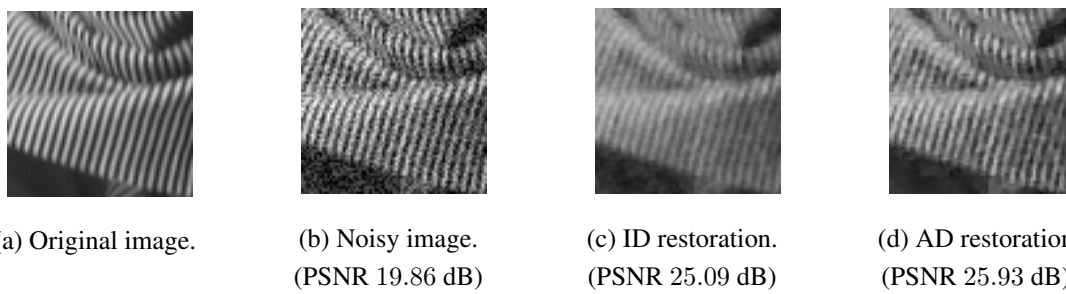 (a) Original image.
(b) Noisy image.
(PSNR 19.86 dB)
(c) ID restoration.
(PSNR 25.09 dB)
(d) AD restoration
(PSNR 25.93 dB)